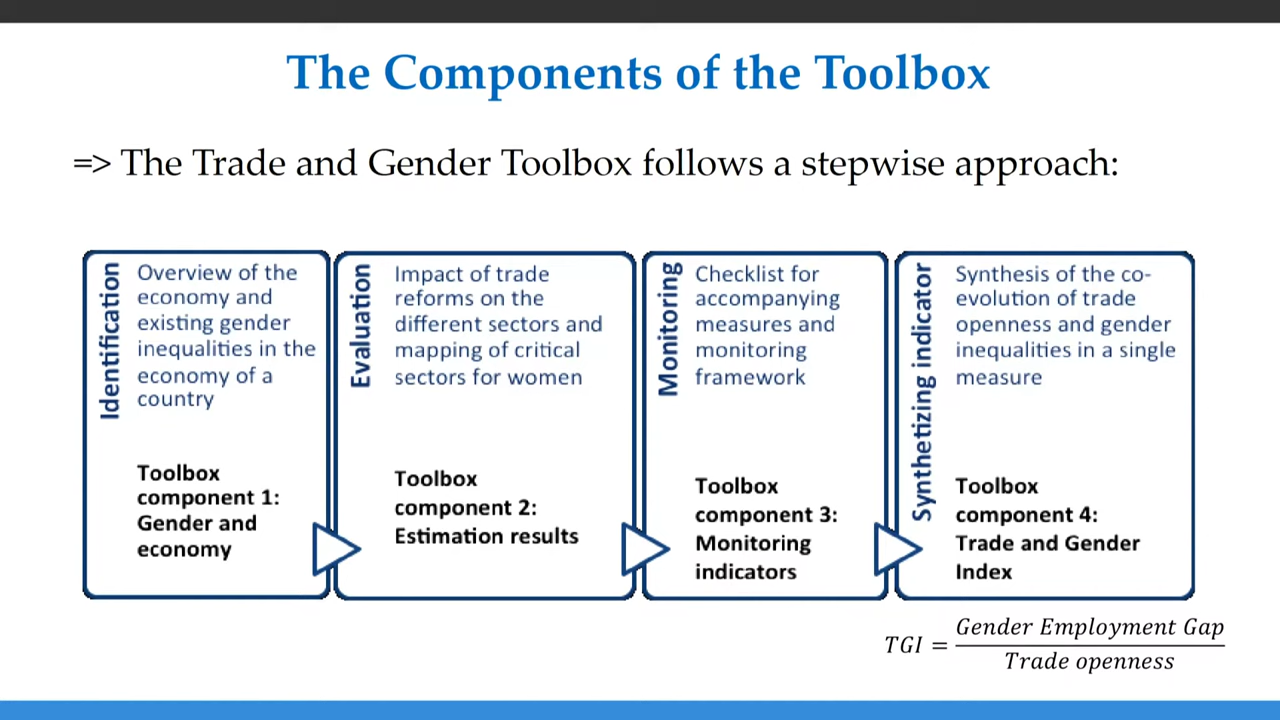 The Components of the Toolbox
=> The Trade and Gender Toolbox follows a stepwise approach:
Identification
Overview of the
economy and
existing gender
inequalities in the
economy of a
country
Toolbox
component 1:
Gender and
economy
Evaluation
Impact of trade
reforms on the
different sectors and
mapping of critical
sectors for women
Toolbox
component 2:
Estimation results
Monitoring
Checklist for
accompanying
measures and
monitoring
framework
Toolbox
component 3:
Monitoring
indicators
Synthetizing indicator
Synthesis of the co-
evolution of trade
openness and gender
inequalities in a single
measure
Toolbox
component 4:
Trade and Gender
Index
TGI = Gender Employment Gap
Trade openness